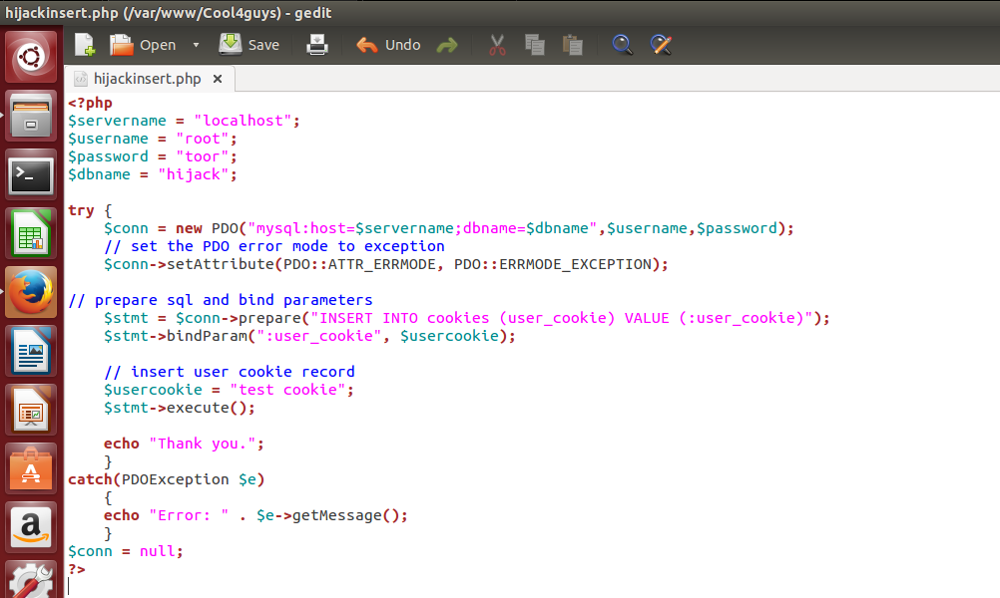 hijackinsert.php (/var/www/Cool4guys) - gedit
Open Save Undo
hijackinsert.php ×
<?php
$servername = "localhost";
$username = "root";
$password = "toor";
$dbname = "hijack";
try {
$conn = new PDO("mysql:host=$servername;dbname=$dbname",$username,$password);
// set the PDO error mode to exception
$conn->setAttribute(PDO::ATTR_ERRMODE, PDO::ERRMODE_EXCEPTION);
// prepare sql and bind parameters
$stmt = $conn->prepare("INSERT INTO cookies (user_cookie) VALUE (:user_cookie)");
$stmt->bindParam(":user_cookie", $usercookie);
// insert user cookie record
$usercookie = "test cookie";
$stmt->execute();
echo "Thank you.";
}
catch(PDOException $e)
{
echo "Error: " . $e->getMessage();
}
$conn = null;
?>